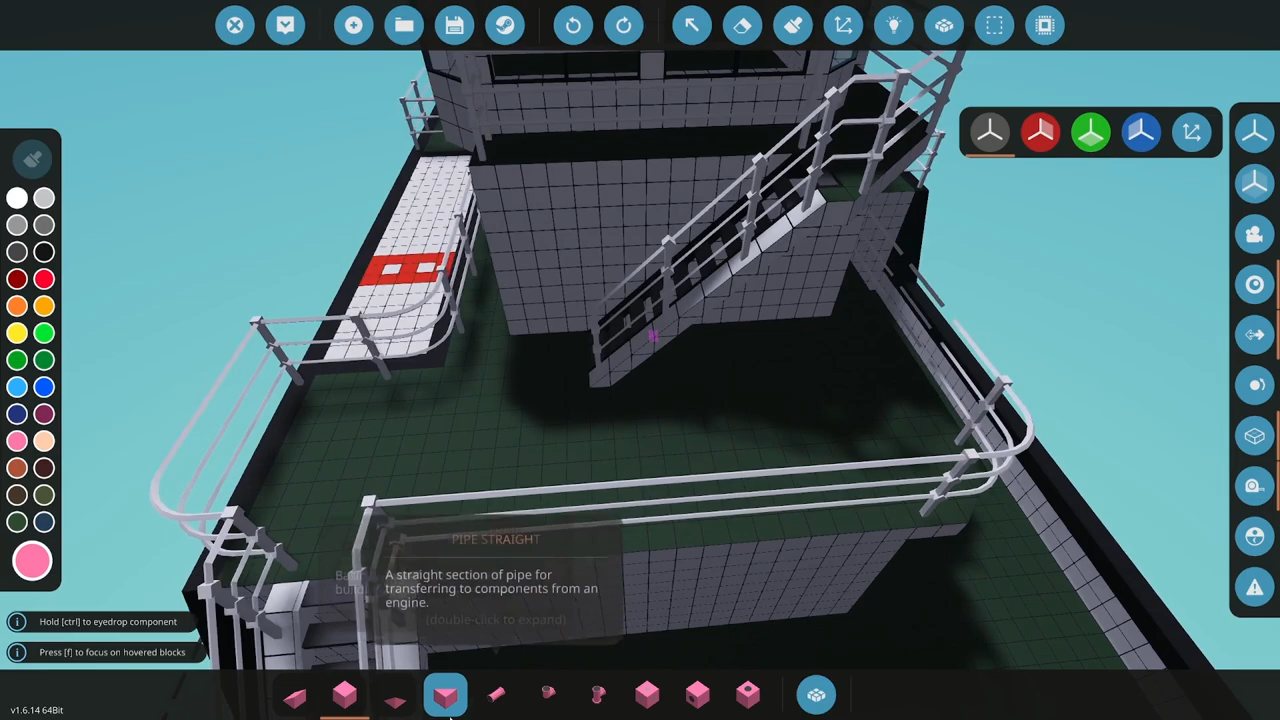 PIPE STRAIGHT
A straight section of pipe for
transferring to components from an
engine.
(double-click to expand)
Hold [ctrl] to eyedrop component
Press [f] to focus on hovered blocks
v1.6.14 64Bit